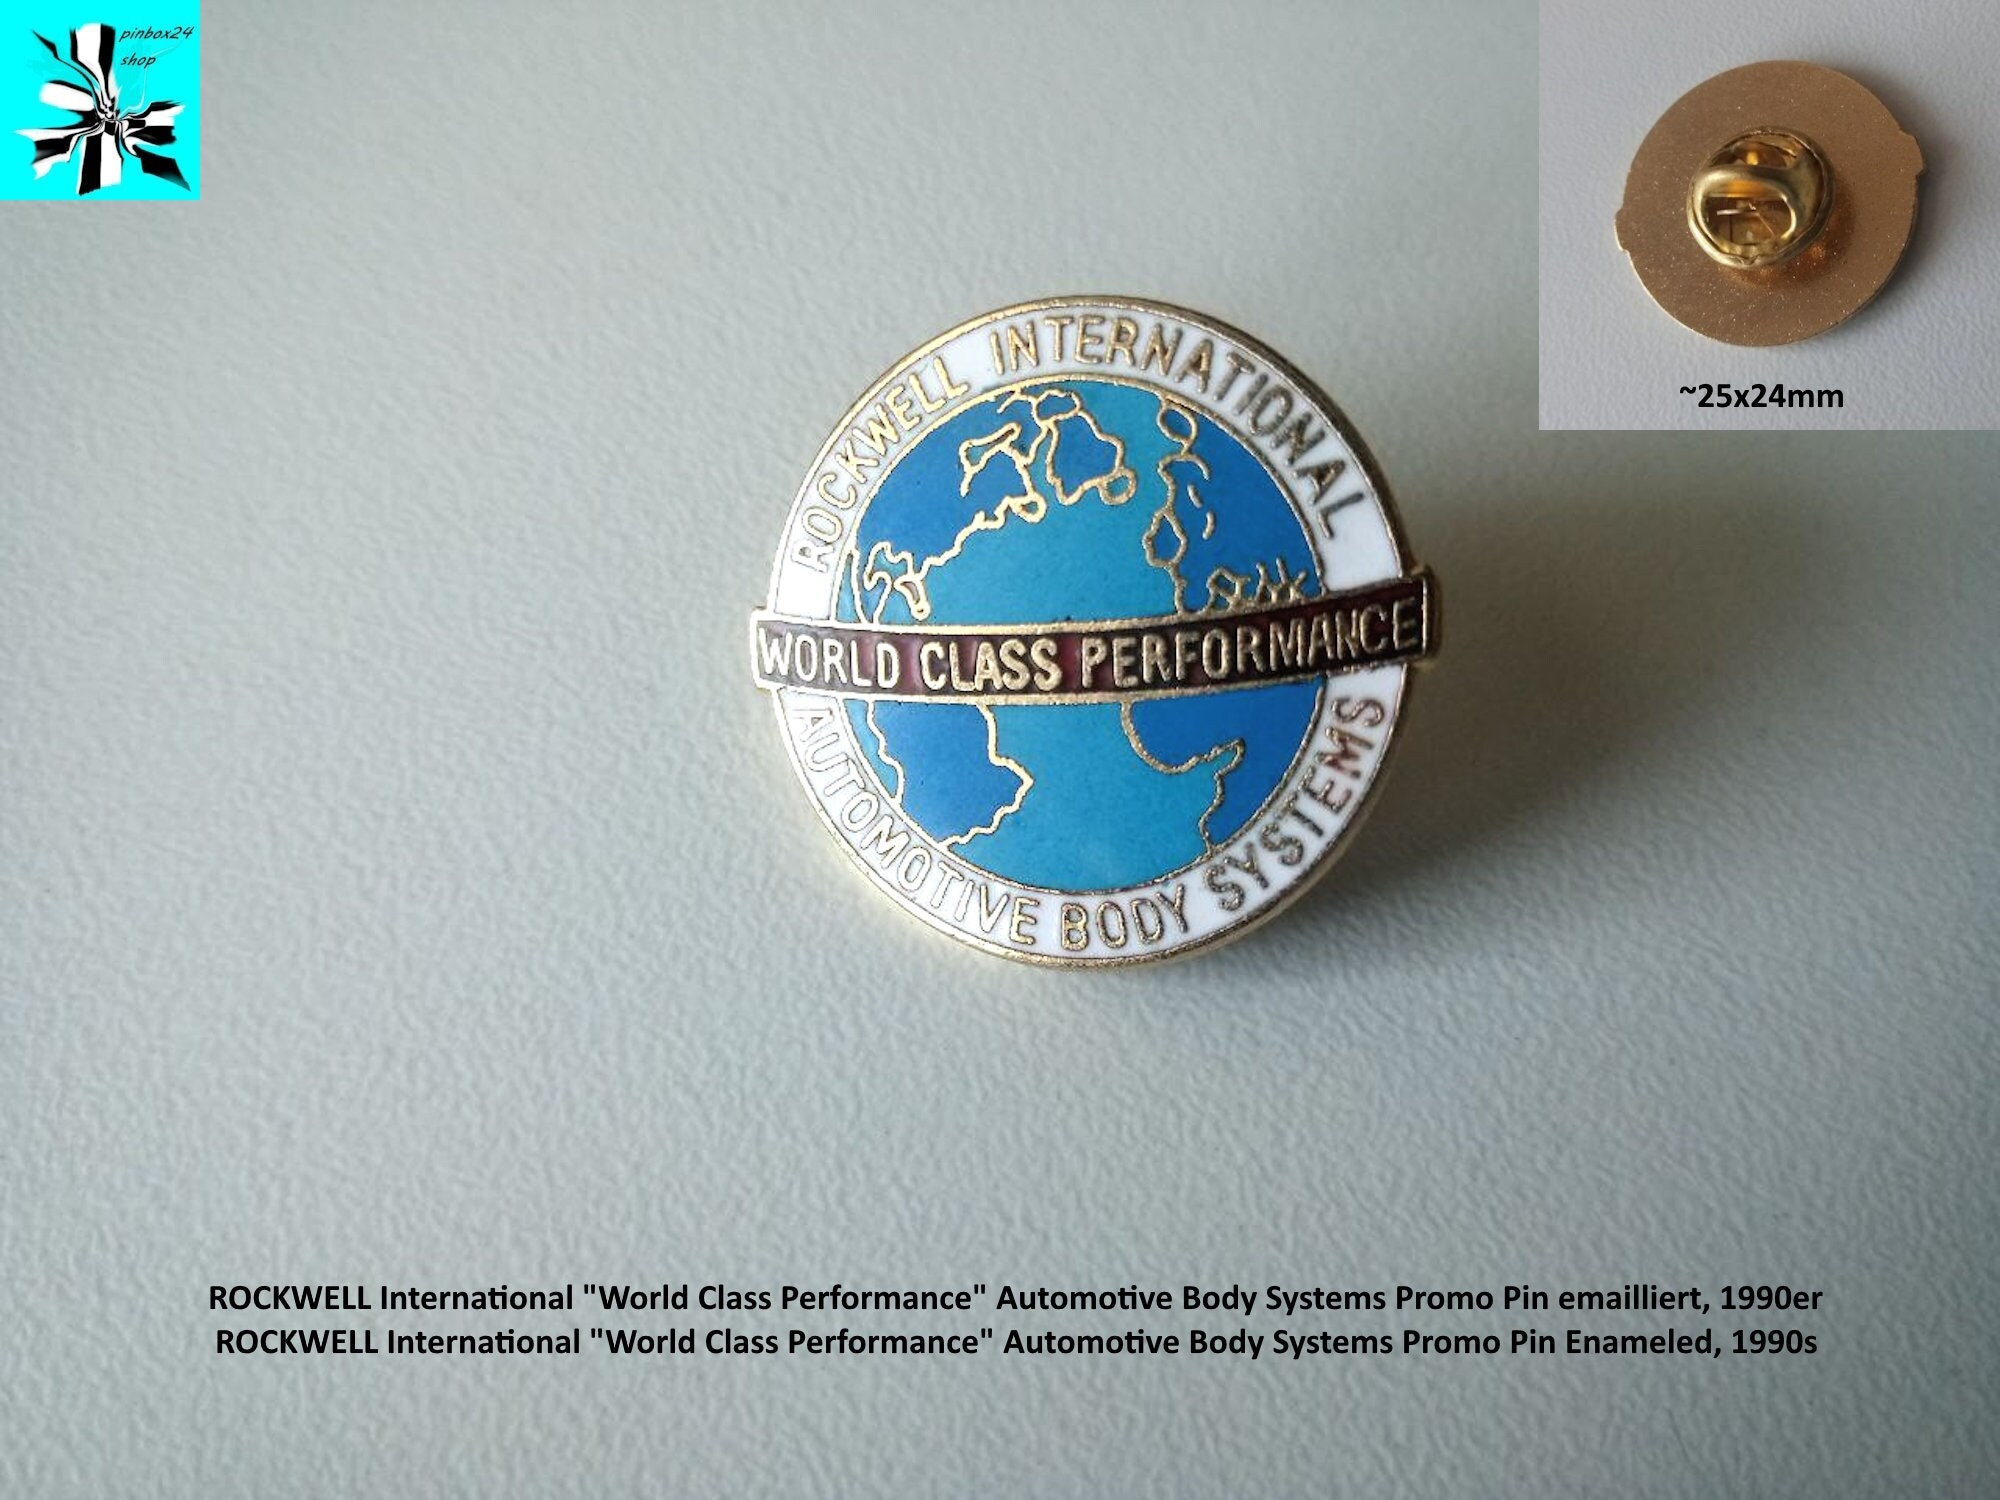 pinbox24
shop
~25x24mm
ROCKWELL INTERNATIONAL
WORLD CLASS PERFORMANCE
AUTOMOTIVE BODY SYSTEMS
ROCKWELL International "World Class Performance" Automotive Body Systems Promo Pin emailliert, 1990er
ROCKWELL International "World Class Performance" Automotive Body Systems Promo Pin Enameled, 1990s